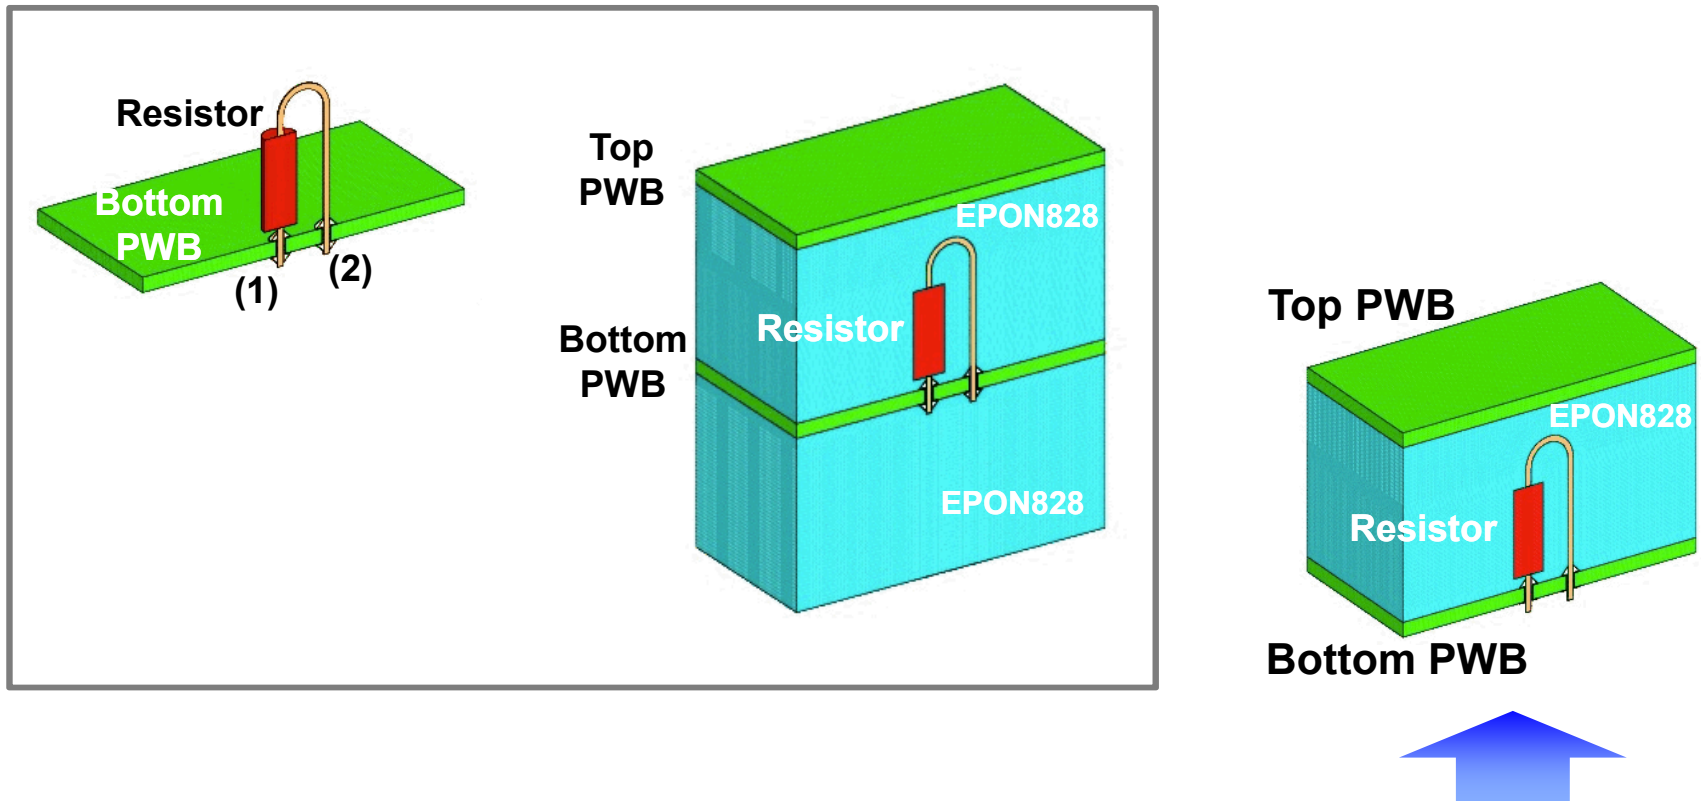 Resistor
Bottom
PWB
(1)
(2)
Top
PWB
EPON828
Resistor
Bottom
PWB
EPON828
Top PWB
EPON828
Resistor
Bottom PWB